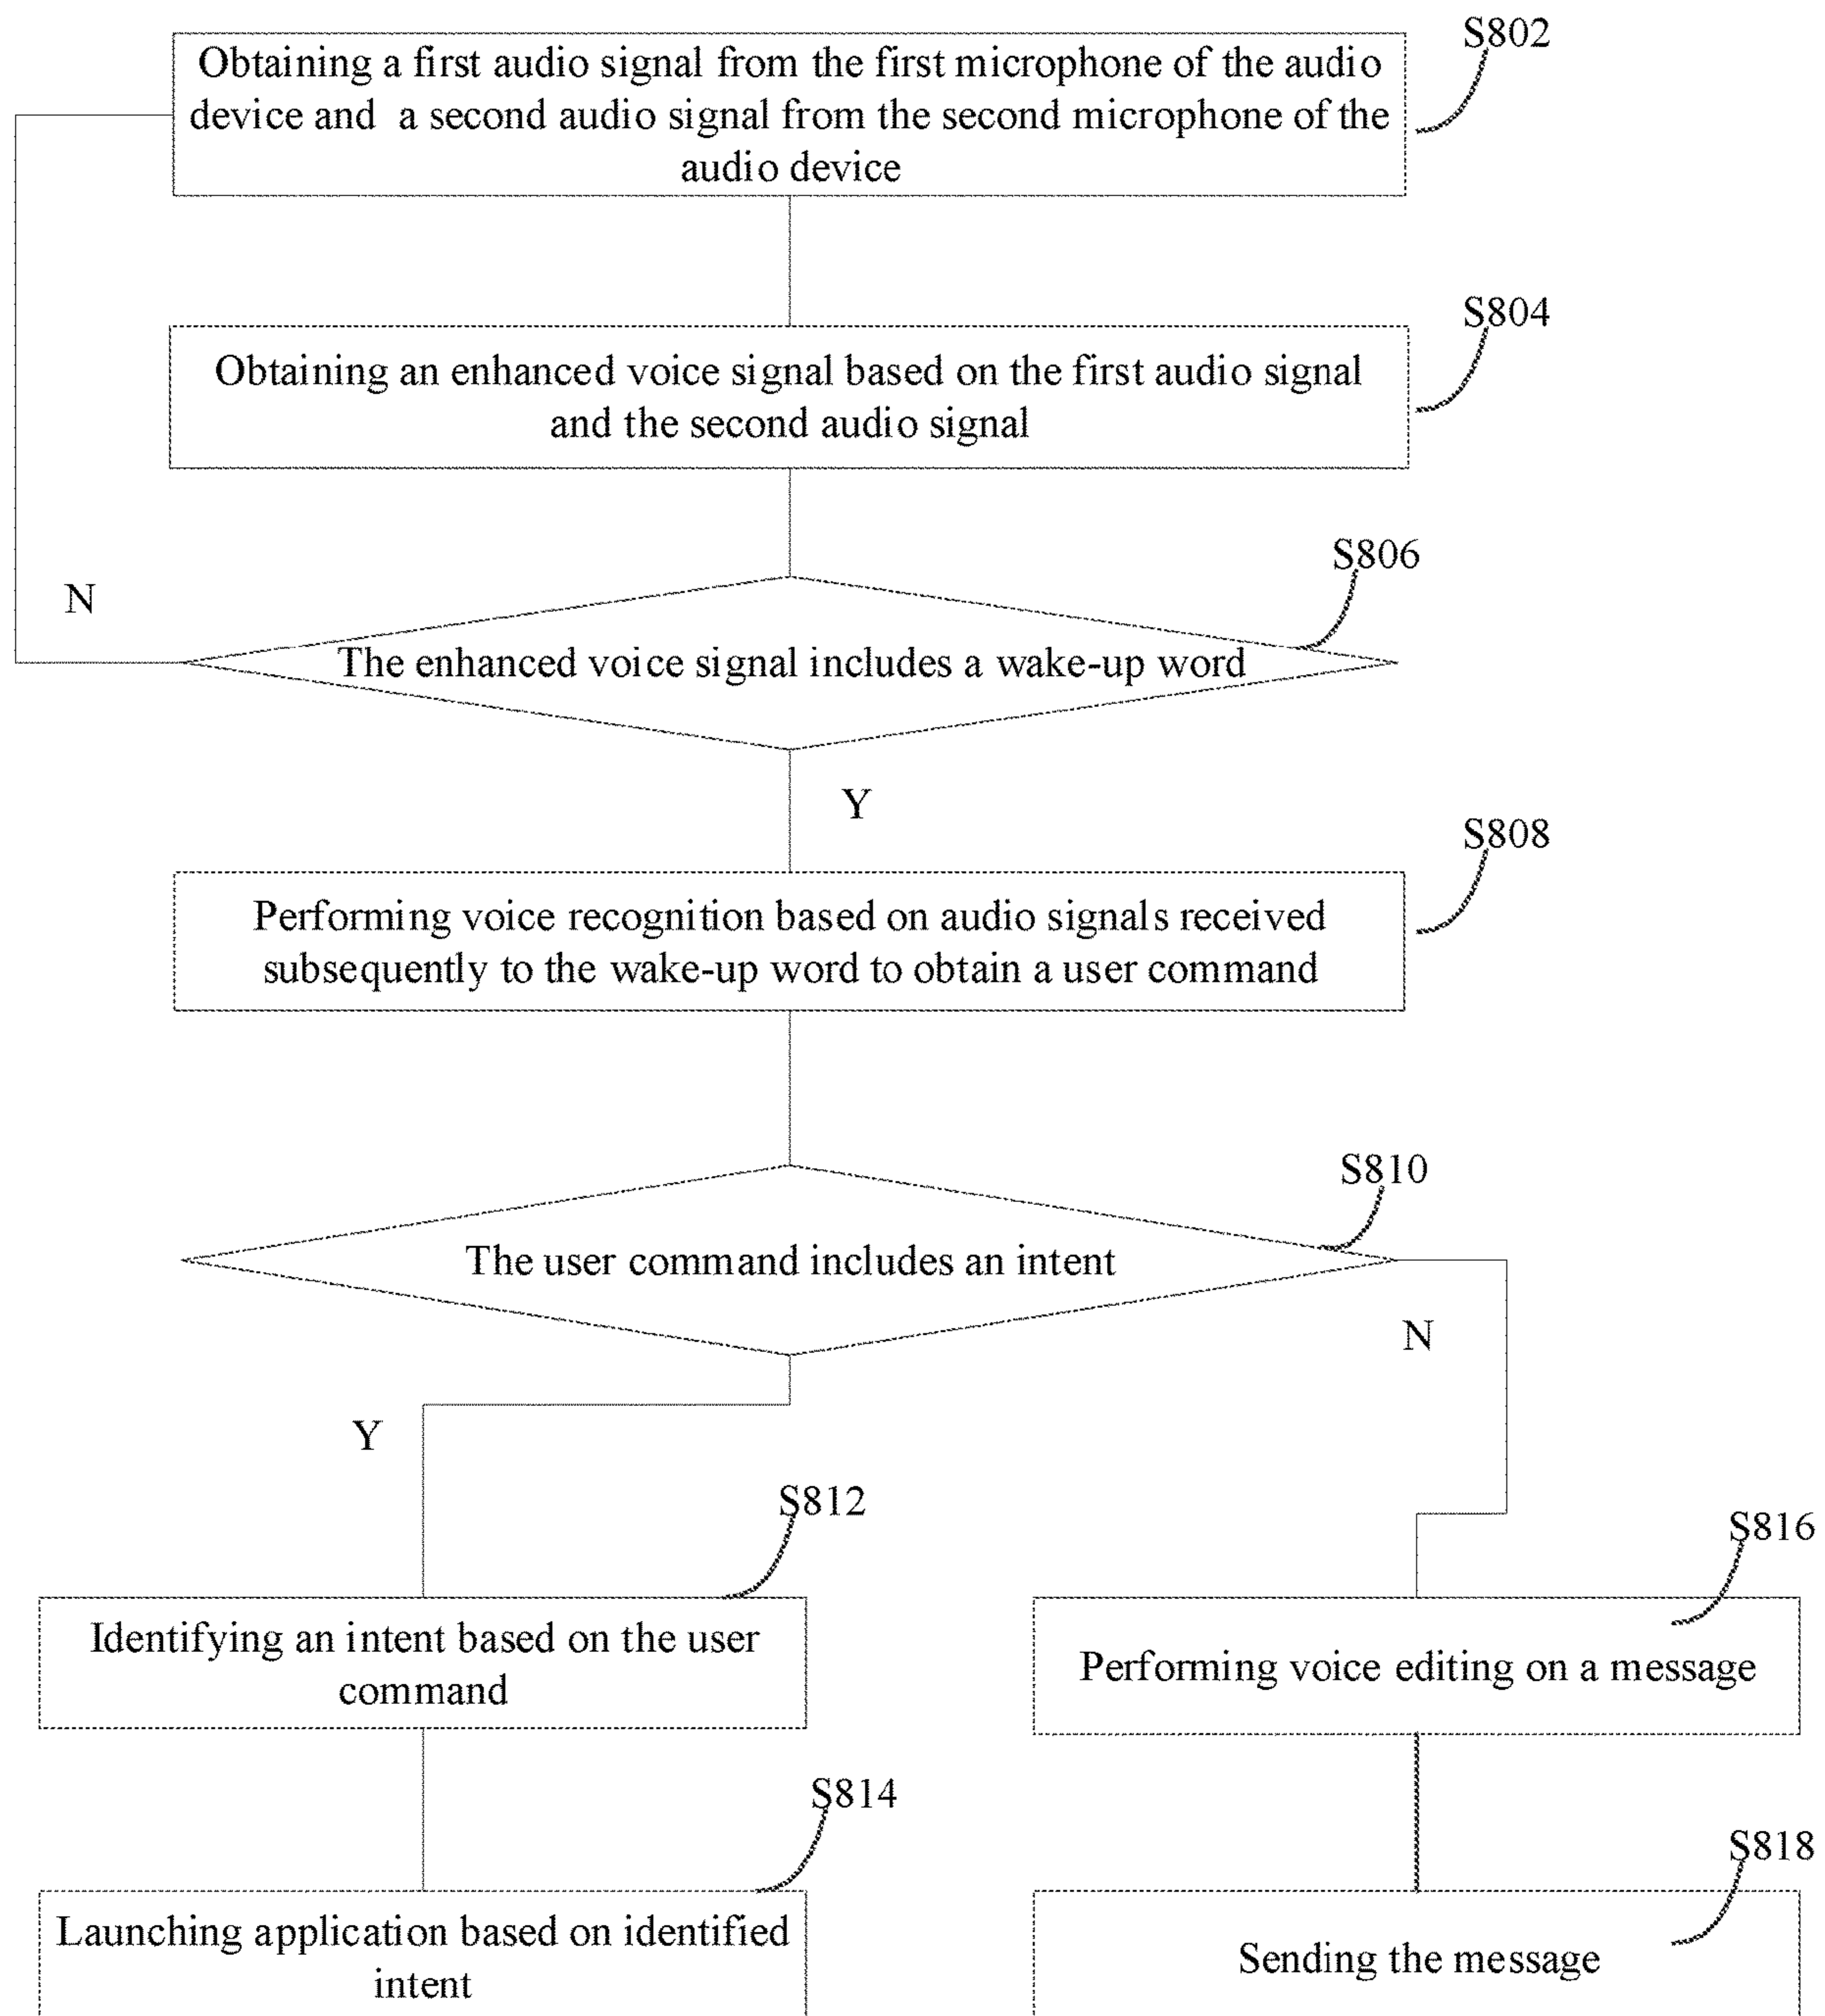 S802
Obtaining a first audio signal from the first microphone of the audio
device and a second audio signal from the second microphone of the
audio device
S804
Obtaining an enhanced voice signal based on the first audio signal
and the second audio signal
S806
N
The enhanced voice signal includes a wake-up word
Y
S808
Performing voice recognition based on audio signals received
subsequently to the wake-up word to obtain a user command
S810
The user command includes an intent
N
Y
S812
S816
Identifying an intent based on the user
command
Performing voice editing on a message
S814
S818
Launching application based on identified
intent
Sending the message